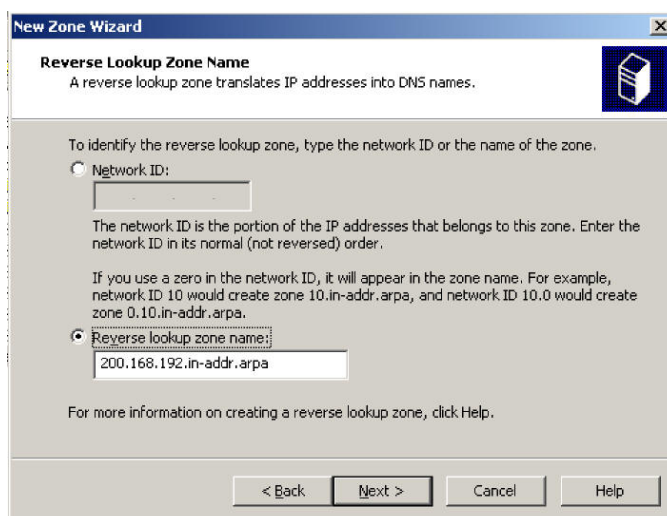 New Zone Wizard
Reverse Lookup Zone Name
A reverse lookup zone translates IP addresses into DNS names.
To identify the reverse lookup zone, type the network ID or the name of the zone.
Network ID:
The network ID is the portion of the IP addresses that belongs to this zone. Enter the
network ID in its normal (not reversed) order.
If you use a zero in the network ID, it will appear in the zone name. For example,
network ID 10 would create zone 10.in-addr.arpa, and network ID 10.0 would create
zone 0.10.in-addr.arpa.
Reverse lookup zone name:
200.168.192.in-addr.arpa
For more information on creating a reverse lookup zone, click Help.
< Back Next > Cancel Help